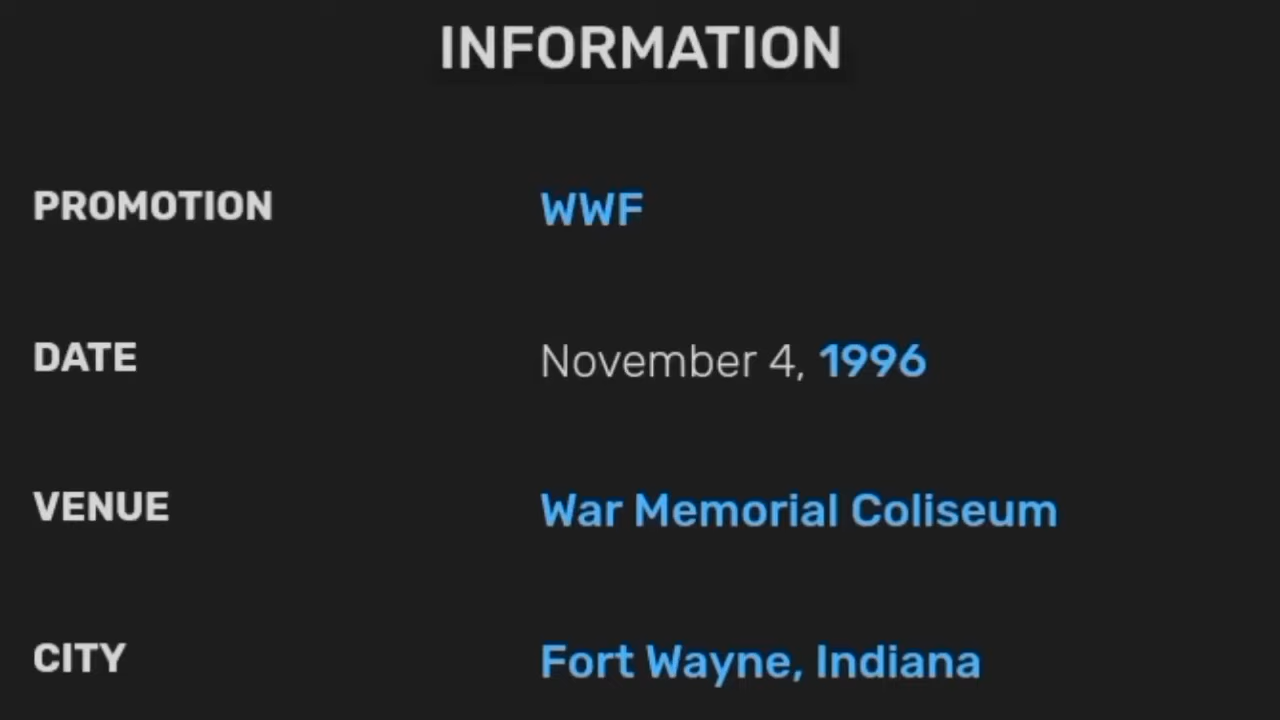 INFORMATION
PROMOTION WWF
DATE November 4, 1996
VENUE War Memorial Coliseum
CITY Fort Wayne, Indiana